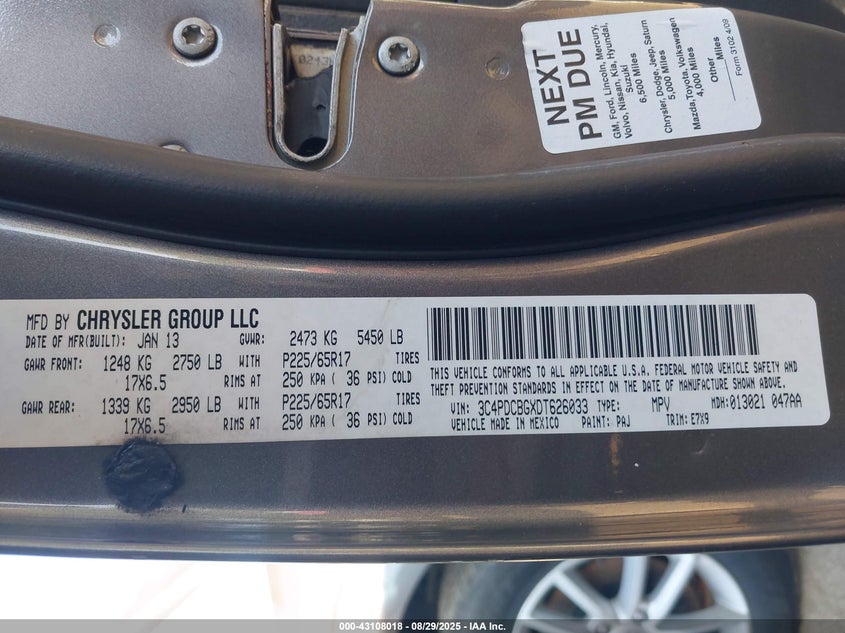 0243
NEXT
PM DUE
GM, Ford, Lincoln, Mercury,
Volvo, Nissan, Kia, Hyundai,
Suzuki
6,500 Miles
Chrysler, Dodge, Jeep, Saturn
5,000 Miles
Mazda, Toyota, Volkswagen
4,000 Miles
Other
Miles
Form 3102 4/09
MFD BY CHRYSLER GROUP LLC
DATE OF MFR(BUILT): JAN 13 GVWR: 2473 KG 5450 LB
GAWR FRONT: 1248 KG 2750 LB WITH P225/65R17 TIRES
17X6.5 RIMS AT 250 KPA ( 36 PSI) COLD
GAWR REAR: 1339 KG 2950 LB WITH P225/65R17 TIRES
17X6.5 RIMS AT 250 KPA ( 36 PSI) COLD
THIS VEHICLE CONFORMS TO ALL APPLICABLE U.S.A. FEDERAL MOTOR VEHICLE SAFETY AND
THEFT PREVENTION STANDARDS IN EFFECT ON THE DATE OF MANUFACTURE SHOWN ABOVE.
VIN: 3C4PDCBGXDT626033 TYPE: MPV MDH: 013021 047AA
VEHICLE MADE IN MEXICO PAINT: PAJ TRIM: E7X9
000-43108018 - 08/29/2025 - IAA Inc.